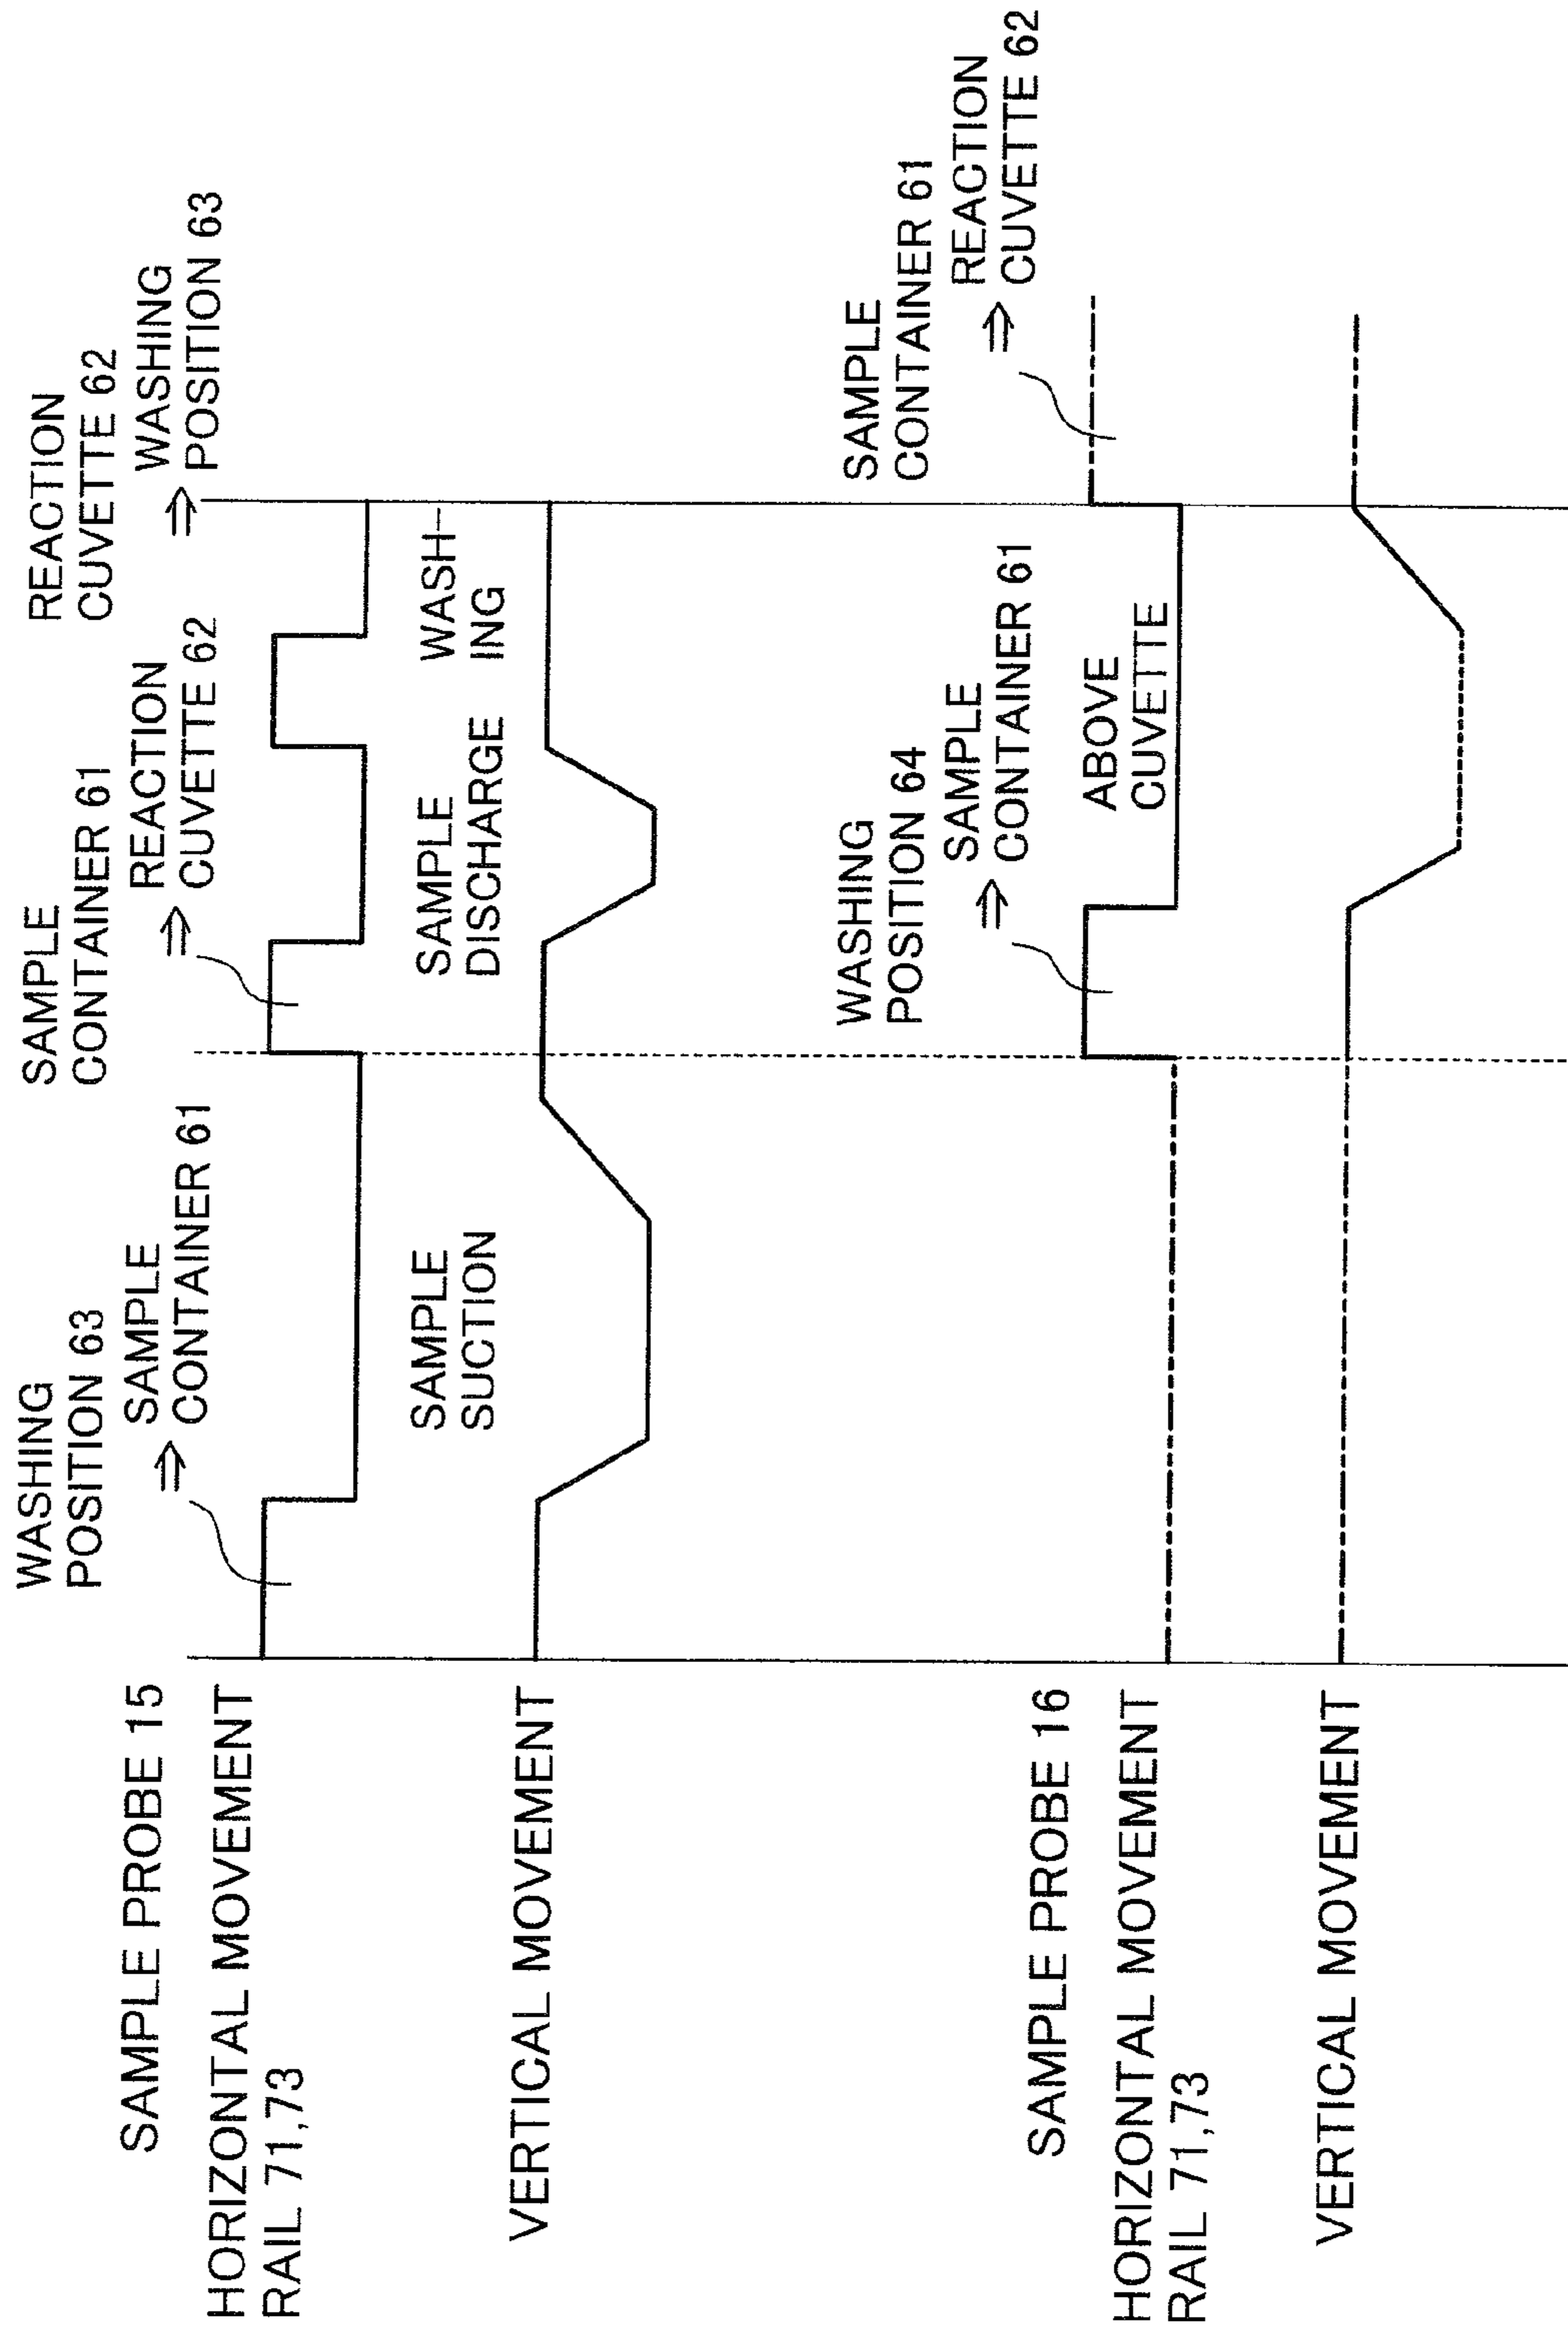 SAMPLE PROBE 15
HORIZONTAL MOVEMENT
RAIL 71,73
WASHING
POSITION 63
⇒ SAMPLE
CONTAINER 61
SAMPLE
CONTAINER 61
⇒ REACTION
CUVETTE 62
REACTION
CUVETTE 62
⇒ WASHING
POSITION 63
VERTICAL MOVEMENT
SAMPLE
SUCTION
SAMPLE
DISCHARGE
WASH-
ING
SAMPLE PROBE 16
HORIZONTAL MOVEMENT
RAIL 71,73
WASHING
POSITION 64
⇒ SAMPLE
CONTAINER 61
ABOVE
CUVETTE
SAMPLE
CONTAINER 61
⇒ REACTION
CUVETTE 62
VERTICAL MOVEMENT